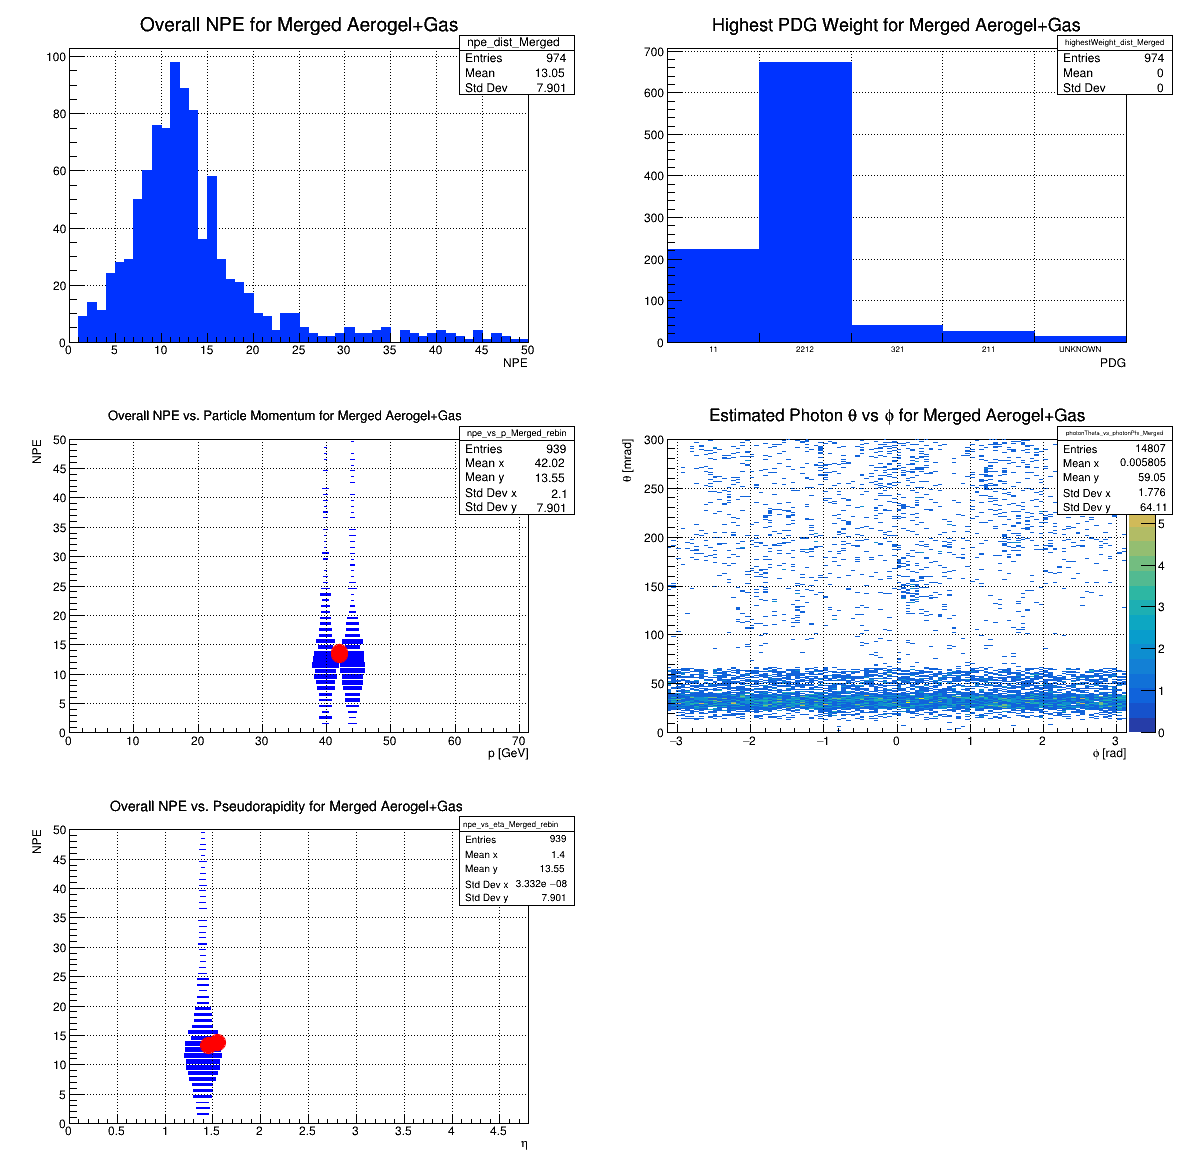 Overall NPE for Merged Aerogel+Gas
npe_dist_Merged
Entries 974
Mean 13.05
Std Dev 7.901
100
80
60
40
20
0
0 5 10 15 20 25 30 35 40 45 50
NPE
Highest PDG Weight for Merged Aerogel+Gas
highestWeight_dist_Merged
Entries 974
Mean 0
Std Dev 0
700
600
500
400
300
200
100
0
11 2212 321 211 UNKNOWN
PDG
Overall NPE vs. Particle Momentum for Merged Aerogel+Gas
NPE
npe_vs_p_Merged_rebin
Entries 939
Mean x 42.02
Mean y 13.55
Std Dev x 2.1
Std Dev y 7.901
50
45
40
35
30
25
20
15
10
5
0
0 10 20 30 40 50 60 70
p [GeV]
Estimated Photon θ vs ϕ for Merged Aerogel+Gas
θ [mrad]
photonTheta_vs_photonPhi_Merged
Entries 14807
Mean x 0.005805
Mean y 59.05
Std Dev x 1.776
Std Dev y 64.11
300
250
200
150
100
50
0
−3 −2 −1 0 1 2 3
ϕ [rad]
5
4
3
2
1
0
Overall NPE vs. Pseudorapidity for Merged Aerogel+Gas
NPE
npe_vs_eta_Merged_rebin
Entries 939
Mean x 1.4
Mean y 13.55
Std Dev x 3.332e −08
Std Dev y 7.901
50
45
40
35
30
25
20
15
10
5
0
0 0.5 1 1.5 2 2.5 3 3.5 4 4.5
η